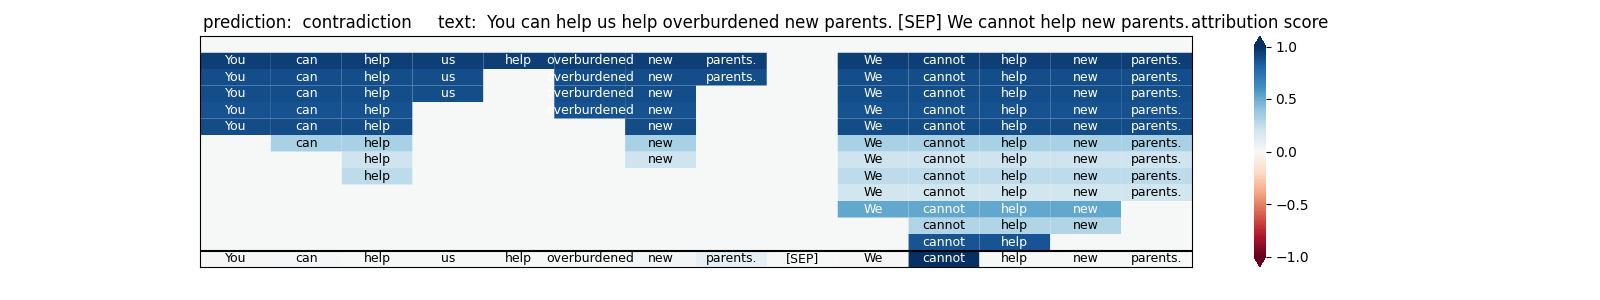 prediction:  contradiction     text:  You can help us help overburdened new parents. [SEP] We cannot help new parents. attribution score
You can help us help overburdened new parents. We cannot help new parents. 1.0
You can help us verburdened new parents. We cannot help new parents.
You can help us verburdened new We cannot help new parents.
You can help verburdened new We cannot help new parents. 0.5
You can help new We cannot help new parents.
can help new We cannot help new parents.
help new We cannot help new parents. 0.0
help We cannot help new parents.
We cannot help new parents.
We cannot help new −0.5
cannot help new
cannot help
You can help us help overburdened new parents. [SEP] We cannot help new parents. −1.0